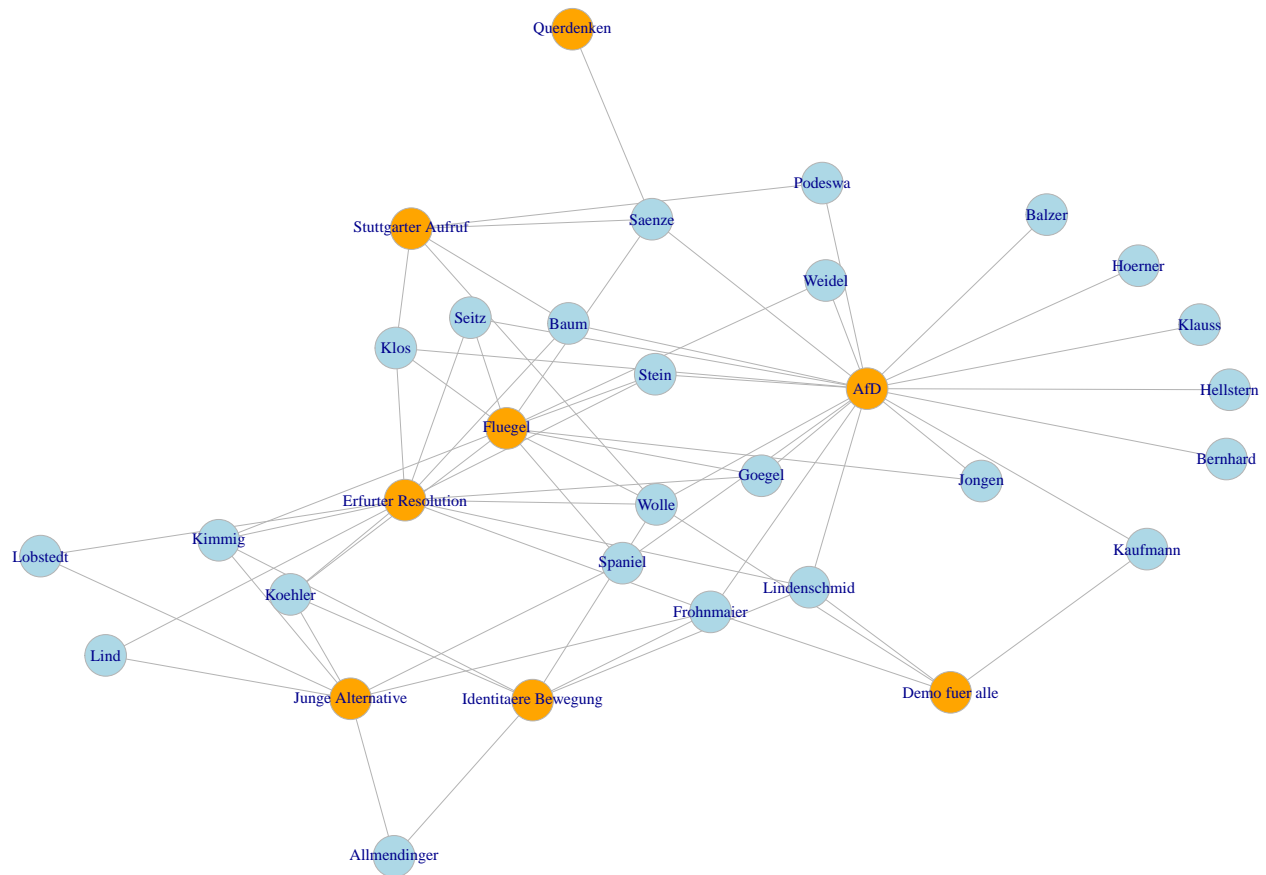 Querdenken
Podeswa
Saenze
Balzer
Stuttgarter Aufruf
Hoerner
Weidel
Seitz
Baum
Klauss
Klos
Stein
AfD
Hellstern
Fluegel
Bernhard
Goegel
Jongen
Erfurter Resolution
Wolle
Kimmig
Kaufmann
Lobstedt
Spaniel
Lindenschmid
Koehler
Frohnmaier
Lind
Demo fuer alle
Junge Alternative
Identitaere Bewegung
Allmendinger